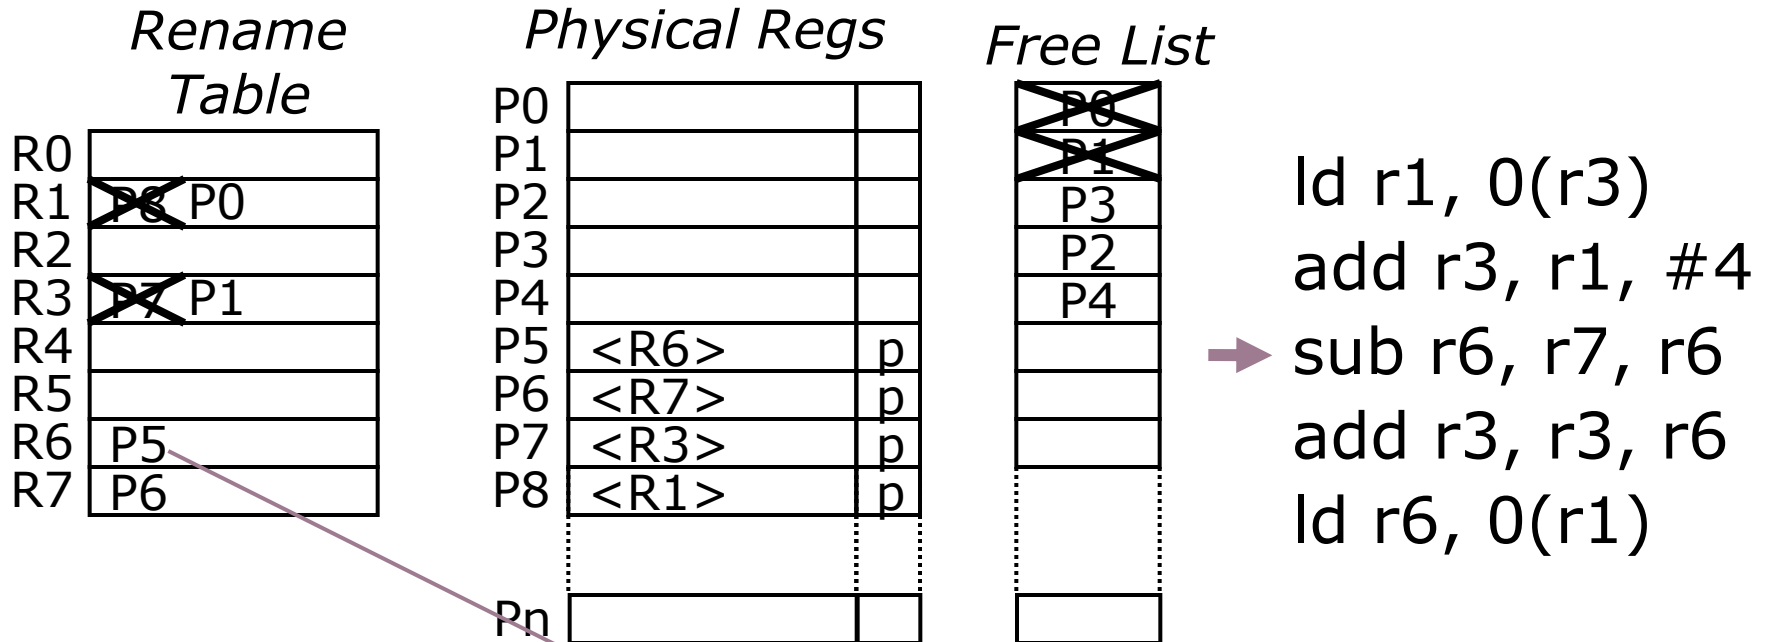 Rename
Table
R0
R1 P8 P0
R2
R3 P7 P1
R4
R5
R6 P5
R7 P6
Physical Regs
P0
P1
P2
P3
P4
P5 <R6> p
P6 <R7> p
P7 <R3> p
P8 <R1> p
Pn
Free List
P0
P1
P3
P2
P4
ld r1, 0(r3)
add r3, r1, #4
sub r6, r7, r6
add r3, r3, r6
ld r6, 0(r1)